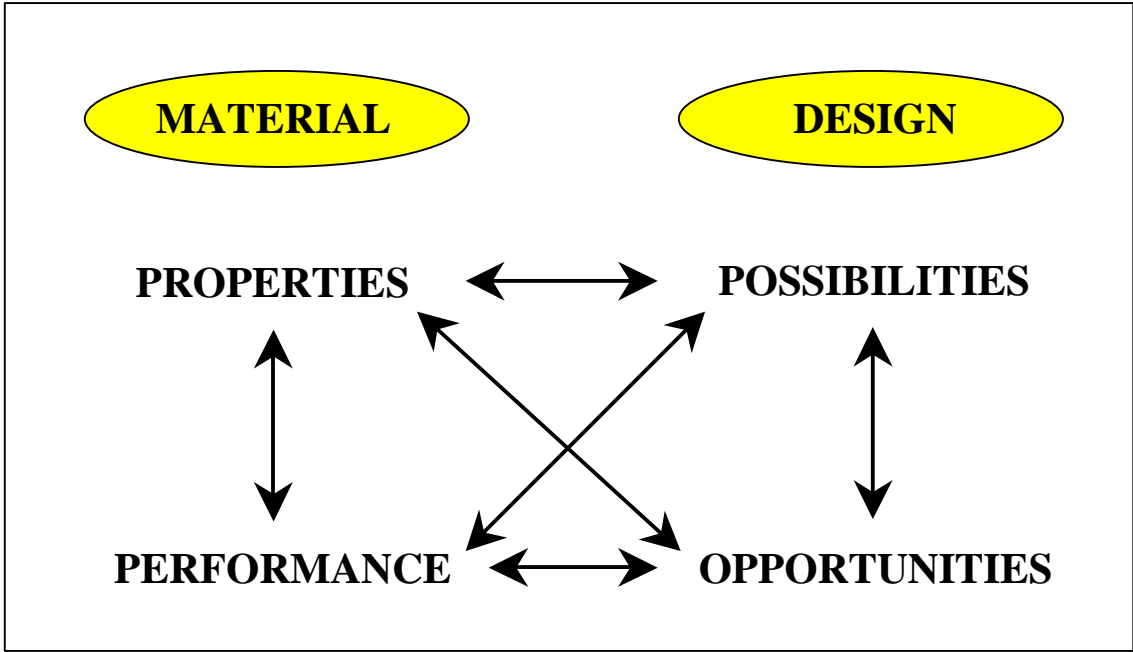 MATERIAL
DESIGN
PROPERTIES
POSSIBILITIES
PERFORMANCE
OPPORTUNITIES